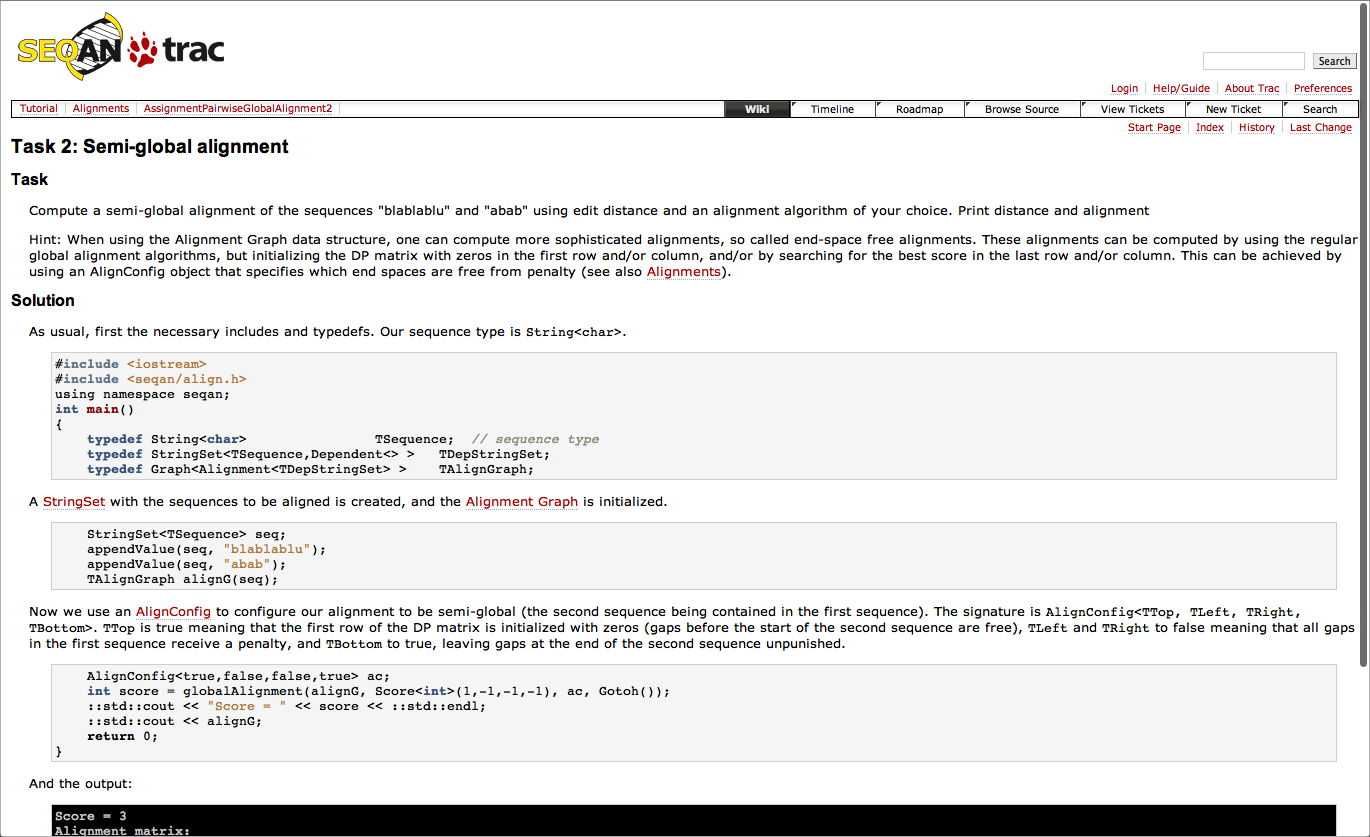 SEQAN trac
Search
Login Help/Guide About Trac Preferences
Tutorial Alignments AssignmentPairwiseGlobalAlignment2 Wiki Timeline Roadmap Browse Source View Tickets New Ticket Search
Start Page Index History Last Change
Task 2: Semi-global alignment
Task
Compute a semi-global alignment of the sequences "blablablu" and "abab" using edit distance and an alignment algorithm of your choice. Print distance and alignment
Hint: When using the Alignment Graph data structure, one can compute more sophisticated alignments, so called end-space free alignments. These alignments can be computed by using the regular
global alignment algorithms, but initializing the DP matrix with zeros in the first row and/or column, and/or by searching for the best score in the last row and/or column. This can be achieved by
using an AlignConfig object that specifies which end spaces are free from penalty (see also Alignments).
Solution
As usual, first the necessary includes and typedefs. Our sequence type is String<char>.
#include <iostream>
#include <seqan/align.h>
using namespace seqan;
int main()
{
typedef String<char> TSequence; // sequence type
typedef StringSet<TSequence,Dependent<> > TDepStringSet;
typedef Graph<Alignment<TDepStringSet> > TAlignGraph;
A StringSet with the sequences to be aligned is created, and the Alignment Graph is initialized.
StringSet<TSequence> seq;
appendValue(seq, "blablablu");
appendValue(seq, "abab");
TAlignGraph alignG(seq);
Now we use an AlignConfig to configure our alignment to be semi-global (the second sequence being contained in the first sequence). The signature is AlignConfig<TTop, TLeft, TRight,
TBottom>. TTop is true meaning that the first row of the DP matrix is initialized with zeros (gaps before the start of the second sequence are free), TLeft and TRight to false meaning that all gaps
in the first sequence receive a penalty, and TBottom to true, leaving gaps at the end of the second sequence unpunished.
AlignConfig<true,false,false,true> ac;
int score = globalAlignment(alignG, Score<int>(1,-1,-1,-1), ac, Gotoh());
::std::cout << "Score = " << score << ::std::endl;
::std::cout << alignG;
return 0;
}
And the output:
Score = 3
Alignment matrix: